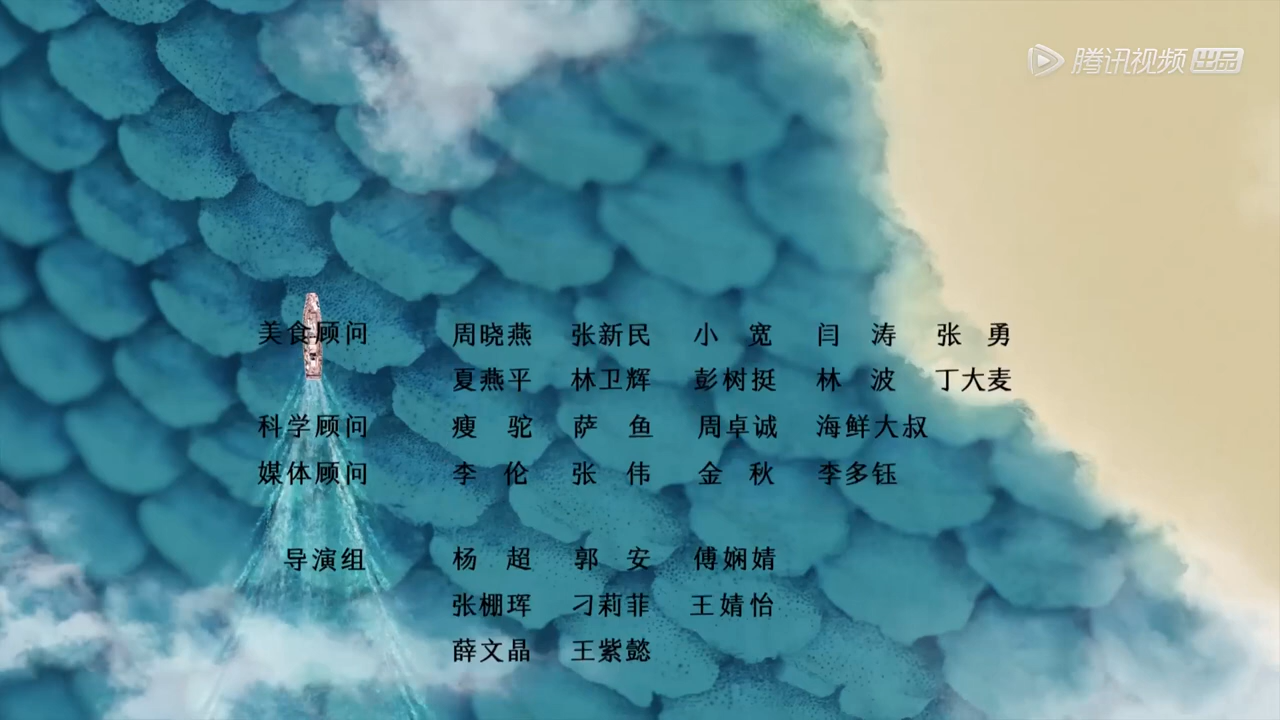 腾讯视频 出品
美食顾问 周晓燕 张新民 小 宽 闫 涛 张 勇
夏燕平 林卫辉 彭树挺 林 波 丁大麦
科学顾问 瘦 驼 萨 鱼 周卓诚 海鲜大叔
媒体顾问 李 伦 张 伟 金 秋 李多钰
导演组 杨 超 郭 安 傅娴婧
张棚珲 刁莉菲 王婧怡
薛文晶 王紫懿